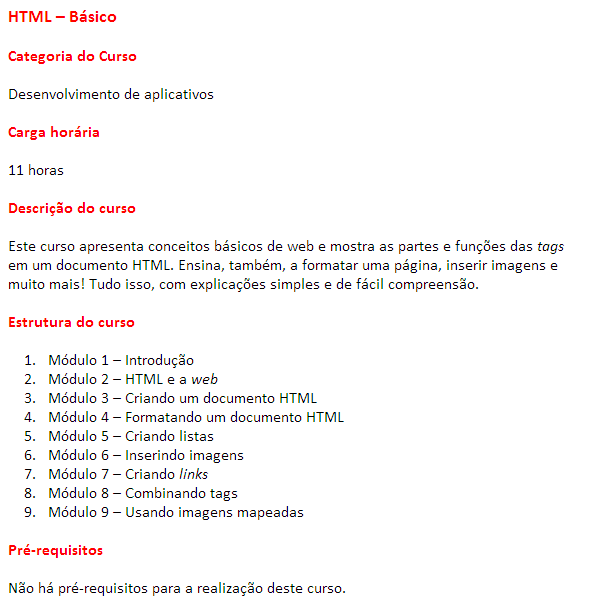 HTML – Básico
Categoria do Curso
Desenvolvimento de aplicativos
Carga horária
11 horas
Descrição do curso
Este curso apresenta conceitos básicos de web e mostra as partes e funções das tags
em um documento HTML. Ensina, também, a formatar uma página, inserir imagens e
muito mais! Tudo isso, com explicações simples e de fácil compreensão.
Estrutura do curso
1. Módulo 1 – Introdução
2. Módulo 2 – HTML e a web
3. Módulo 3 – Criando um documento HTML
4. Módulo 4 – Formatando um documento HTML
5. Módulo 5 – Criando listas
6. Módulo 6 – Inserindo imagens
7. Módulo 7 – Criando links
8. Módulo 8 – Combinando tags
9. Módulo 9 – Usando imagens mapeadas
Pré-requisitos
Não há pré-requisitos para a realização deste curso.